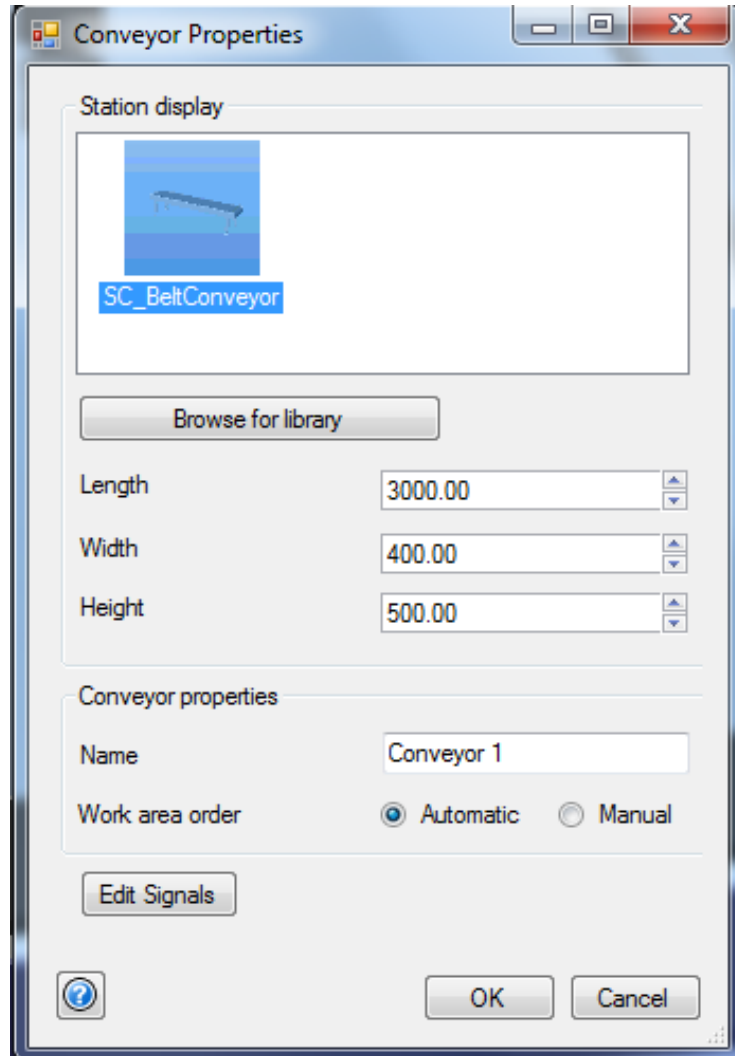 Conveyor Properties
Station display
SC_BeltConveyor
Browse for library
Length 3000.00
Width 400.00
Height 500.00
Conveyor properties
Name Conveyor 1
Work area order Automatic Manual
Edit Signals
OK Cancel